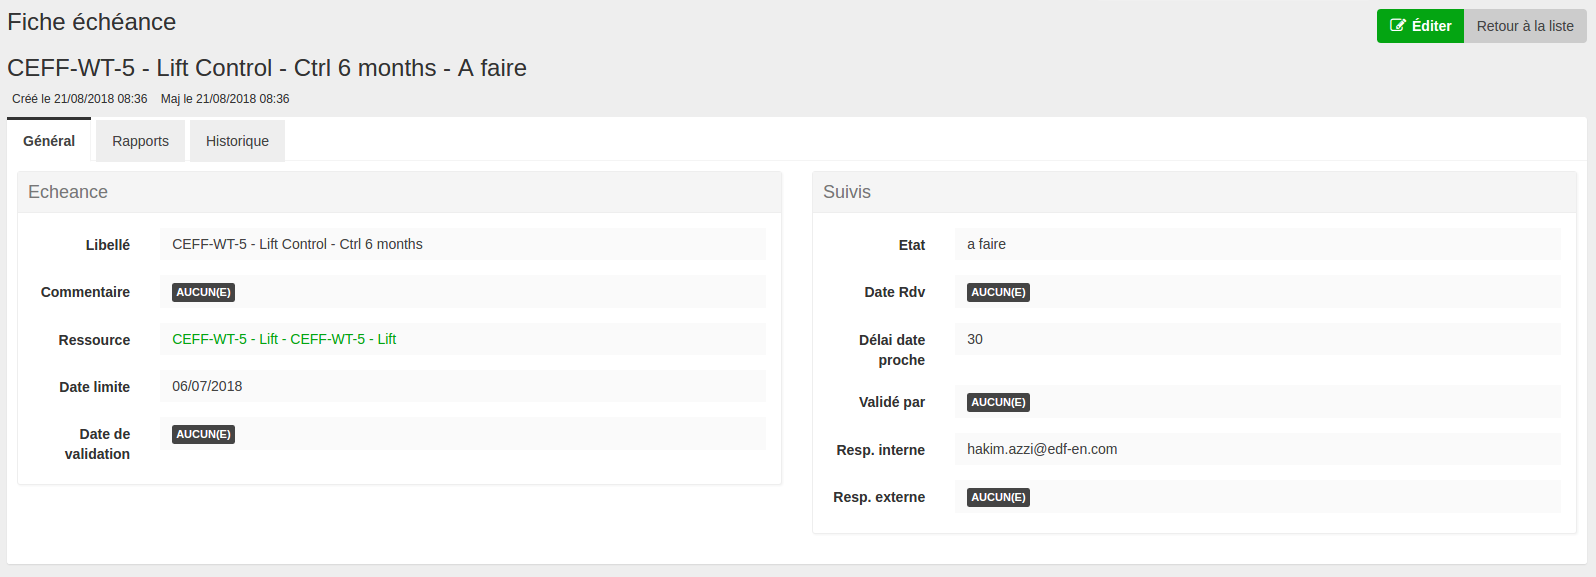 Fiche échéance
Éditer
Retour à la liste
CEFF-WT-5 - Lift Control - Ctrl 6 months - A faire
Créé le 21/08/2018 08:36 Maj le 21/08/2018 08:36
Général
Rapports
Historique
Echeance
Libellé CEFF-WT-5 - Lift Control - Ctrl 6 months
Commentaire AUCUN(E)
Ressource CEFF-WT-5 - Lift - CEFF-WT-5 - Lift
Date limite 06/07/2018
Date de AUCUN(E)
validation
Suivis
Etat a faire
Date Rdv AUCUN(E)
Délai date 30
proche
Validé par AUCUN(E)
Resp. interne hakim.azzi@edf-en.com
Resp. externe AUCUN(E)